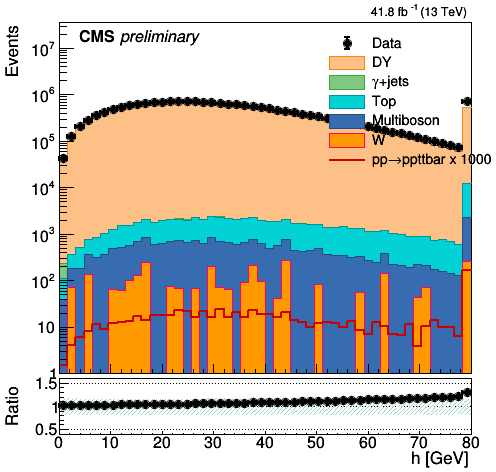 41.8 fb⁻¹ (13 TeV)
CMS preliminary
Events
10⁷
10⁶
10⁵
10⁴
10³
10²
10
1
Data
DY
γ+jets
Top
Multiboson
W
pp→ppttbar x 1000
Ratio
1.5
1.0
0.5
0 10 20 30 40 50 60 70 80
h [GeV]